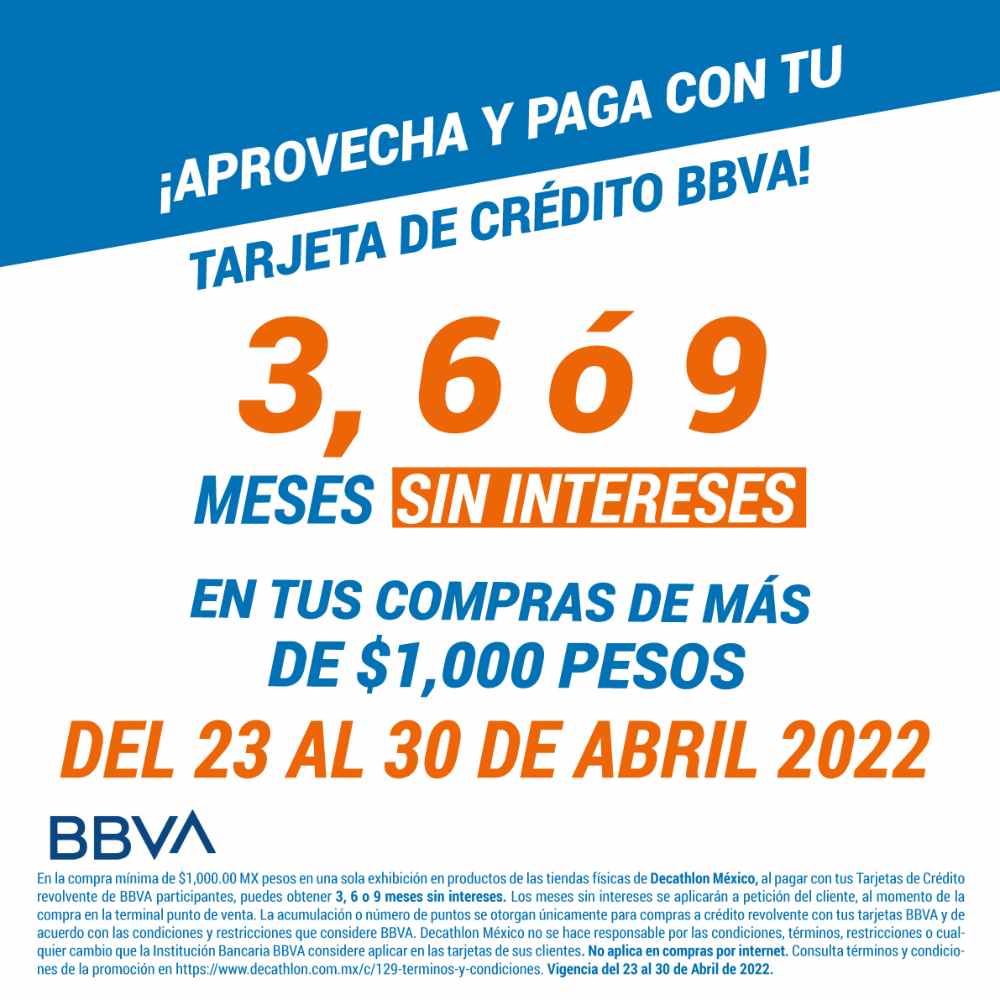 ¡APROVECHA Y PAGA CON TU
TARJETA DE CRÉDITO BBVA!
3, 6 ó 9
MESES SIN INTERESES
EN TUS COMPRAS DE MÁS
DE $1,000 PESOS
DEL 23 AL 30 DE ABRIL 2022
BBVA
En la compra mínima de $1,000.00 MX pesos en una sola exhibición en productos de las tiendas físicas de Decathlon México, al pagar con tus Tarjetas de Crédito
revolvente de BBVA participantes, puedes obtener 3, 6 o 9 meses sin intereses. Los meses sin intereses se aplicarán a petición del cliente, al momento de la
compra en la terminal punto de venta. La acumulación o número de puntos se otorgan únicamente para compras a crédito revolvente con tus tarjetas BBVA y de
acuerdo con las condiciones y restricciones que considere BBVA. Decathlon México no se hace responsable por las condiciones, términos, restricciones o cual-
quier cambio que la Institución Bancaria BBVA considere aplicar en las tarjetas de sus clientes. No aplica en compras por internet. Consulta términos y condicio-
nes de la promoción en https://www.decathlon.com.mx/c/129-terminos-y-condiciones. Vigencia del 23 al 30 de Abril de 2022.